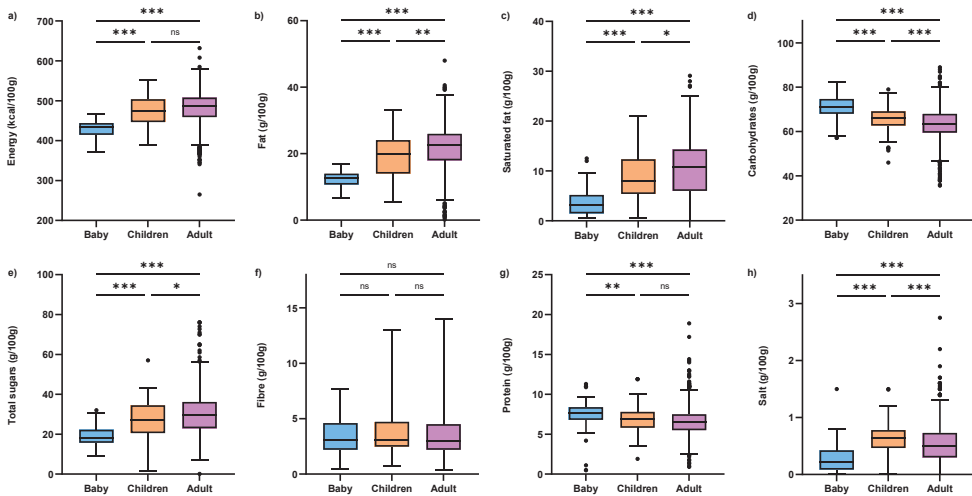 a)
***
***
ns
Energy (kcal/100g)
700
600
500
400
300
200
Baby
Children
Adult
b)
***
***
**
Fat (g/100g)
60
40
20
0
Baby
Children
Adult
c)
***
***
*
Saturated fat (g/100g)
40
30
20
10
0
Baby
Children
Adult
d)
***
***
***
Carbohydrates (g/100g)
100
80
60
40
20
Baby
Children
Adult
e)
***
***
*
Total sugars (g/100g)
100
80
60
40
20
0
Baby
Children
Adult
f)
ns
ns
ns
Fibre (g/100g)
15
10
5
0
Baby
Children
Adult
g)
***
**
ns
Protein (g/100g)
25
20
15
10
5
0
Baby
Children
Adult
h)
***
***
***
Salt (g/100g)
3
2
1
0
Baby
Children
Adult